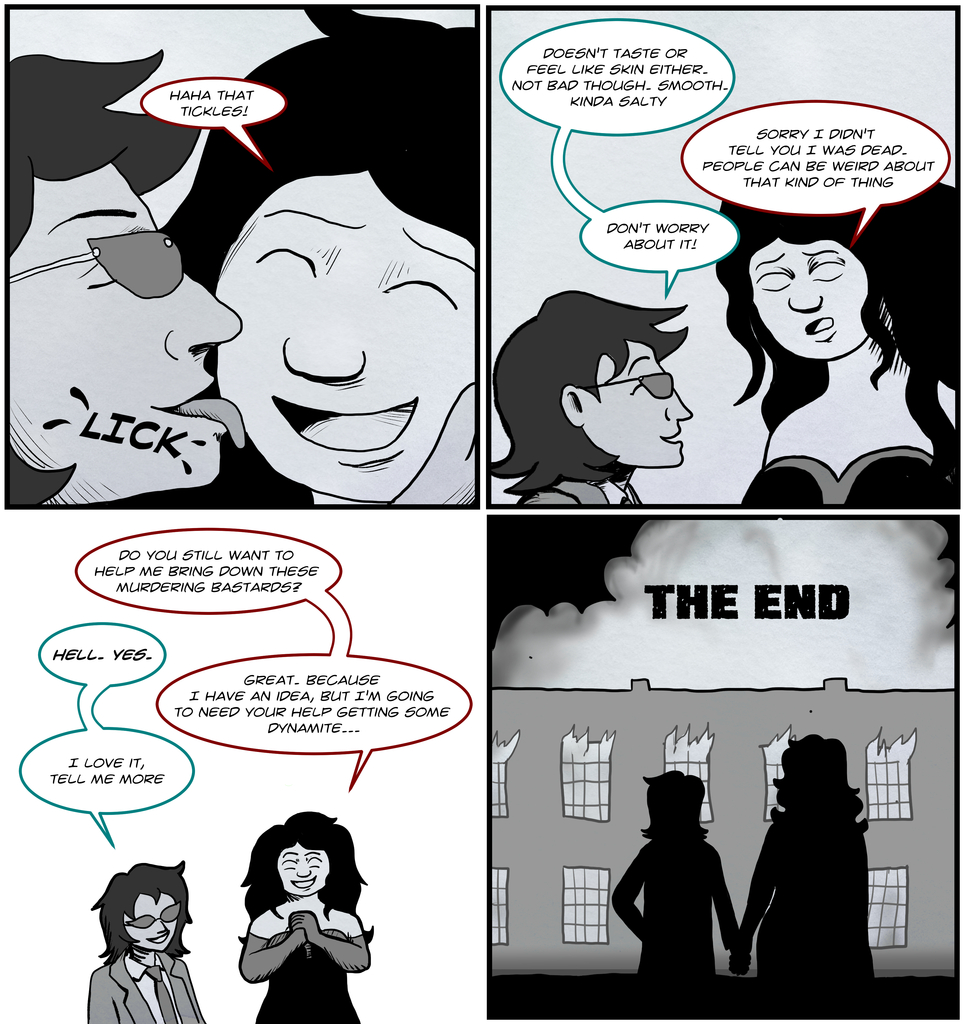 HAHA THAT
TICKLES!
LICK
DOESN'T TASTE OR
FEEL LIKE SKIN EITHER.
NOT BAD THOUGH. SMOOTH.
KINDA SALTY
SORRY I DIDN'T
TELL YOU I WAS DEAD.
PEOPLE CAN BE WEIRD ABOUT
THAT KIND OF THING
DON'T WORRY
ABOUT IT!
DO YOU STILL WANT TO
HELP ME BRING DOWN THESE
MURDERING BASTARDS?
HELL. YES.
GREAT. BECAUSE
I HAVE AN IDEA, BUT I'M GOING
TO NEED YOUR HELP GETTING SOME
DYNAMITE...
I LOVE IT,
TELL ME MORE
THE END